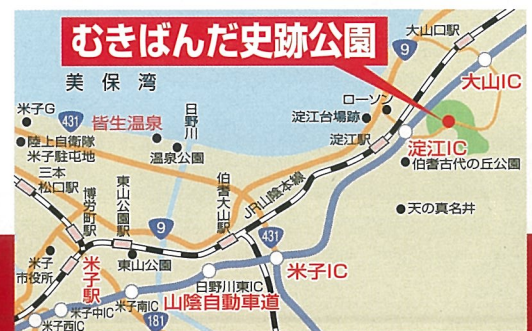 むきばんだ史跡公園
9
大山口駅
大山IC
美保湾
米子G
431
皆生温泉
日野川
ローソン
淀江台場跡
淀江駅
淀江IC
陸上自衛隊
米子駐屯地
温泉公園
伯耆古代の丘公園
三本
松口駅
博労町駅
東山公園駅
伯耆大山駅
JR山陰本線
天の真名井
9
431
米子
市役所
米子駅
東山公園
日野川東IC
米子IC
米子南IC
山陰自動車道
米子中IC
米子西IC
181